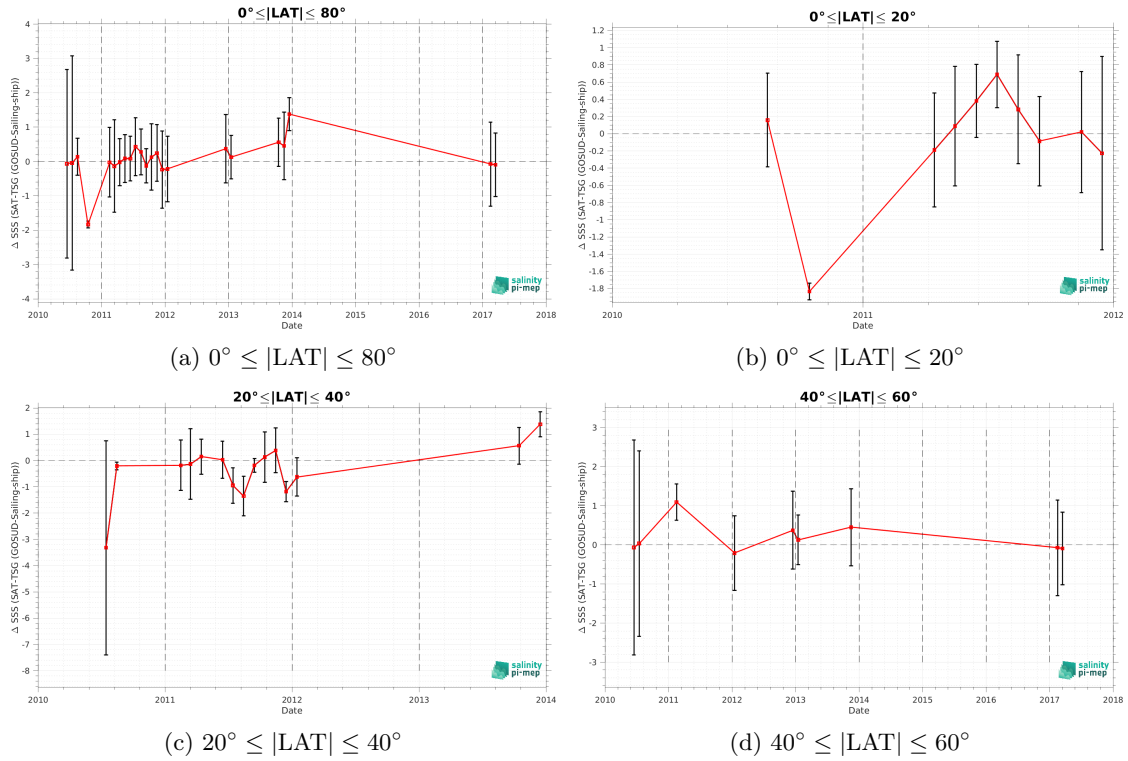 0°≤|LAT|≤ 80°
Δ SSS (SAT-TSG (GOSUD-Sailing-ship))
4
3
2
1
0
-1
-2
-3
-4
2010 2011 2012 2013 2014 2015 2016 2017 2018
Date
salinity
pi-mep
(a) 0° ≤ |LAT| ≤ 80°
0°≤|LAT|≤ 20°
Δ SSS (SAT-TSG (GOSUD-Sailing-ship))
1.2
1
0.8
0.6
0.4
0.2
0
-0.2
-0.4
-0.6
-0.8
-1
-1.2
-1.4
-1.6
-1.8
2010 2011 2012
Date
salinity
pi-mep
(b) 0° ≤ |LAT| ≤ 20°
20°≤|LAT|≤ 40°
Δ SSS (SAT-TSG (GOSUD-Sailing-ship))
2
1
0
-1
-2
-3
-4
-5
-6
-7
-8
2010 2011 2012 2013 2014
Date
salinity
pi-mep
(c) 20° ≤ |LAT| ≤ 40°
40°≤|LAT|≤ 60°
Δ SSS (SAT-TSG (GOSUD-Sailing-ship))
3
2
1
0
-1
-2
-3
2010 2011 2012 2013 2014 2015 2016 2017 2018
Date
salinity
pi-mep
(d) 40° ≤ |LAT| ≤ 60°